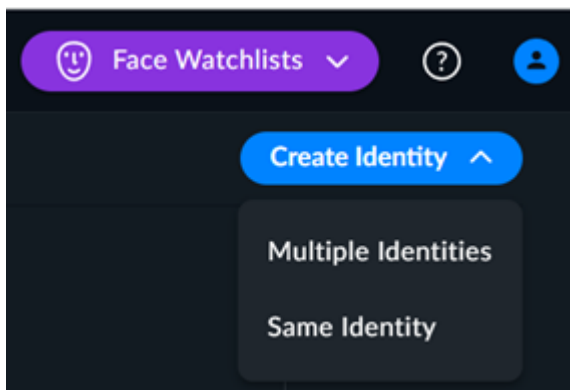 Face Watchlists
?
Create Identity
Multiple Identities
Same Identity